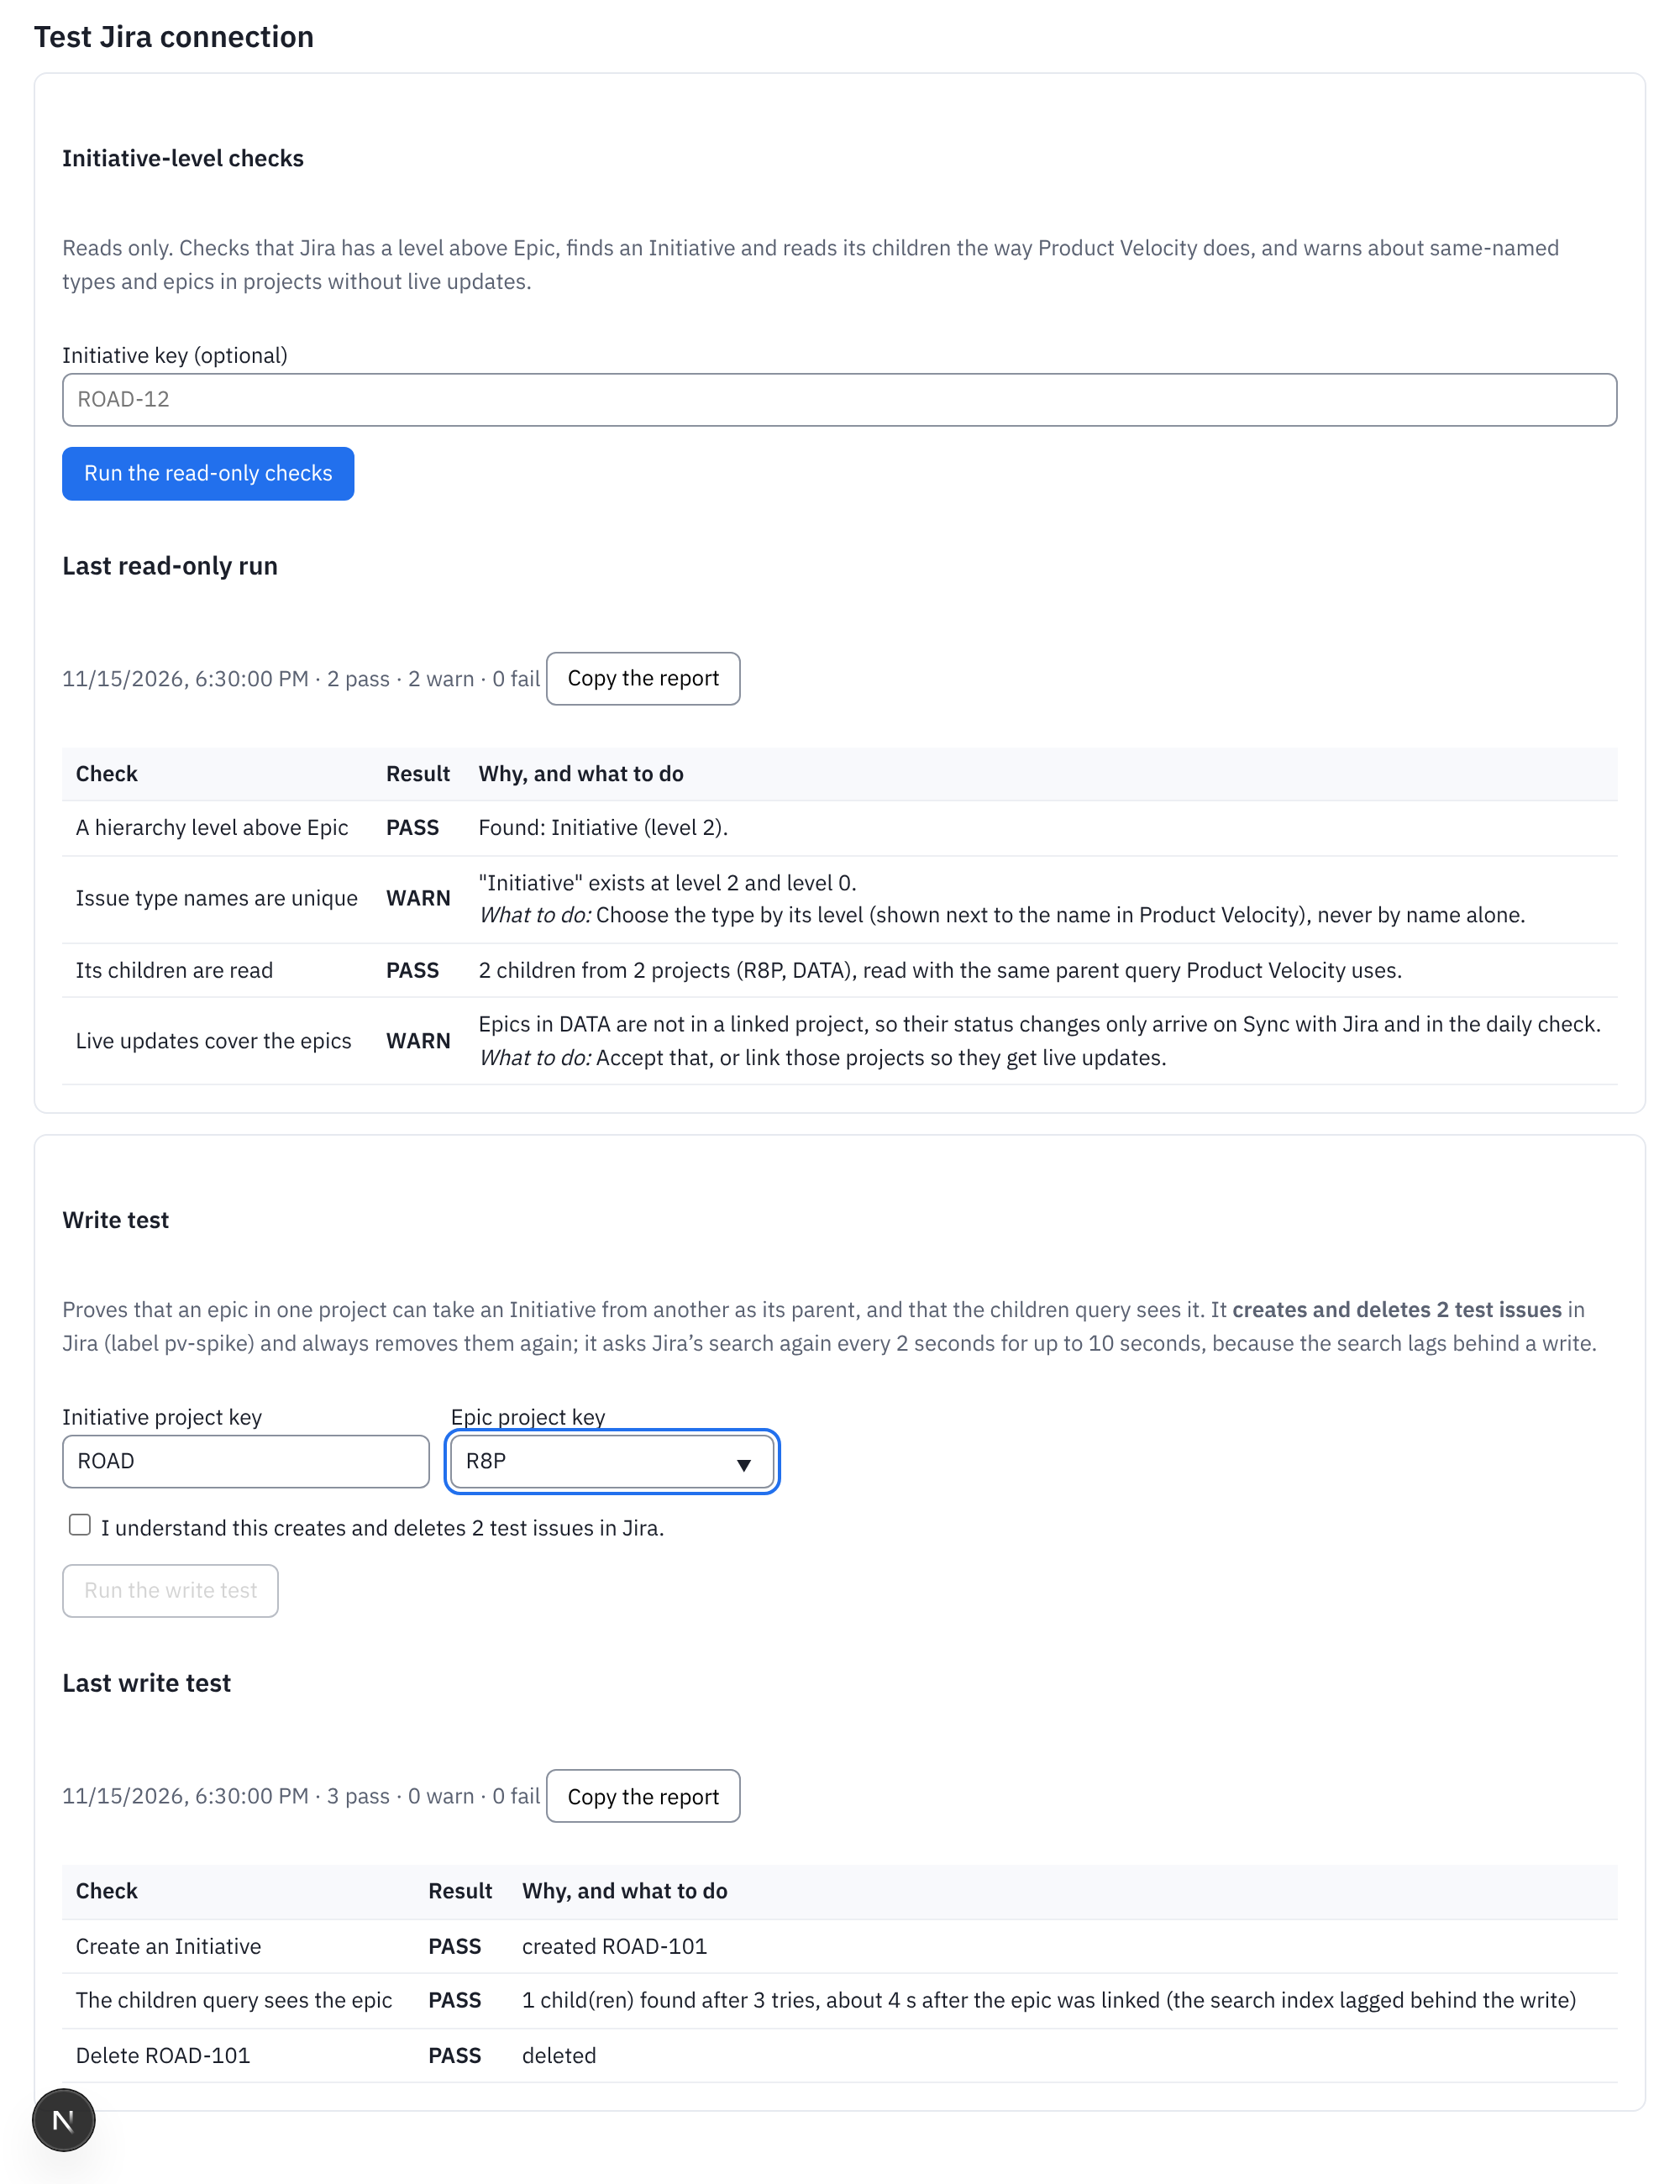 Test Jira connection
Initiative-level checks
Reads only. Checks that Jira has a level above Epic, finds an Initiative and reads its children the way Product Velocity does, and warns about same-named
types and epics in projects without live updates.
Initiative key (optional)
ROAD-12
Run the read-only checks
Last read-only run
11/15/2026, 6:30:00 PM · 2 pass · 2 warn · 0 fail Copy the report
Check Result Why, and what to do
A hierarchy level above Epic PASS Found: Initiative (level 2).
Issue type names are unique WARN "Initiative" exists at level 2 and level 0.
What to do: Choose the type by its level (shown next to the name in Product Velocity), never by name alone.
Its children are read PASS 2 children from 2 projects (R8P, DATA), read with the same parent query Product Velocity uses.
Live updates cover the epics WARN Epics in DATA are not in a linked project, so their status changes only arrive on Sync with Jira and in the daily check.
What to do: Accept that, or link those projects so they get live updates.
Write test
Proves that an epic in one project can take an Initiative from another as its parent, and that the children query sees it. It creates and deletes 2 test issues in
Jira (label pv-spike) and always removes them again; it asks Jira’s search again every 2 seconds for up to 10 seconds, because the search lags behind a write.
Initiative project key Epic project key
ROAD R8P
I understand this creates and deletes 2 test issues in Jira.
Run the write test
Last write test
11/15/2026, 6:30:00 PM · 3 pass · 0 warn · 0 fail Copy the report
Check Result Why, and what to do
Create an Initiative PASS created ROAD-101
The children query sees the epic PASS 1 child(ren) found after 3 tries, about 4 s after the epic was linked (the search index lagged behind the write)
Delete ROAD-101 PASS deleted
N